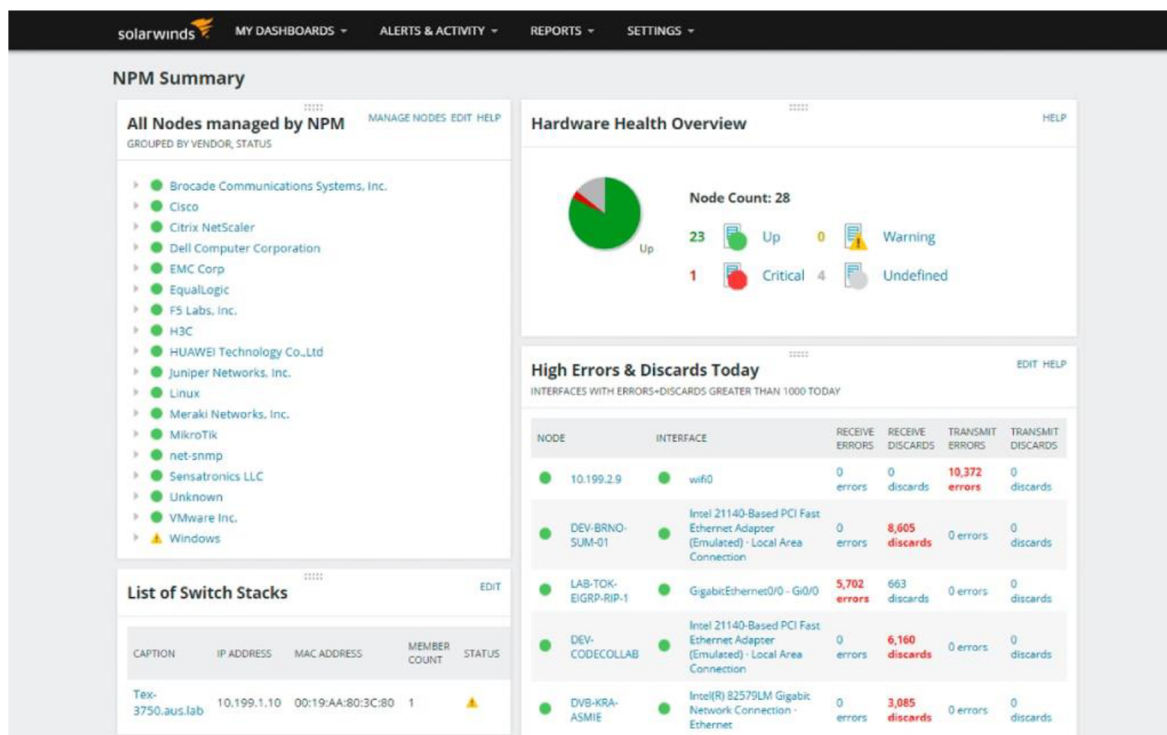 solarwinds MY DASHBOARDS ALERTS & ACTIVITY REPORTS SETTINGS
NPM Summary
All Nodes managed by NPM MANAGE NODES EDIT HELP
GROUPED BY VENDOR, STATUS
Brocade Communications Systems, Inc.
Cisco
Citrix NetScaler
Dell Computer Corporation
EMC Corp
EqualLogic
F5 Labs, Inc.
H3C
HUAWEI Technology Co.,Ltd
Juniper Networks, Inc.
Linux
Meraki Networks, Inc.
MikroTik
net-snmp
Sensatronics LLC
Unknown
VMware Inc.
Windows
List of Switch Stacks EDIT
CAPTION IP ADDRESS MAC ADDRESS MEMBER COUNT STATUS
Tex-
3750.aus.lab 10.199.1.10 00:19:AA:80:3C:80 1
Hardware Health Overview HELP
Up
Node Count: 28
23 Up 0 Warning
1 Critical 4 Undefined
High Errors & Discards Today EDIT HELP
INTERFACES WITH ERRORS+DISCARDS GREATER THAN 1000 TODAY
NODE INTERFACE RECEIVE ERRORS RECEIVE DISCARDS TRANSMIT ERRORS TRANSMIT DISCARDS
10.199.2.9 wifi0 0 errors 0 discards 10,372 errors 0 discards
DEV-BRNO-SUM-01 Intel 21140-Based PCI Fast Ethernet Adapter (Emulated) · Local Area Connection 0 errors 8,605 discards 0 errors 0 discards
LAB-TOK-EIGRP-RIP-1 GigabitEthernet0/0 - Gi0/0 5,702 errors 663 discards 0 errors 0 discards
DEV-CODECOLLAB Intel 21140-Based PCI Fast Ethernet Adapter (Emulated) · Local Area Connection 0 errors 6,160 discards 0 errors 0 discards
DVB-KRA-ASMIE Intel(R) 82579LM Gigabit Network Connection · Ethernet 0 errors 3,085 discards 0 errors 0 discards